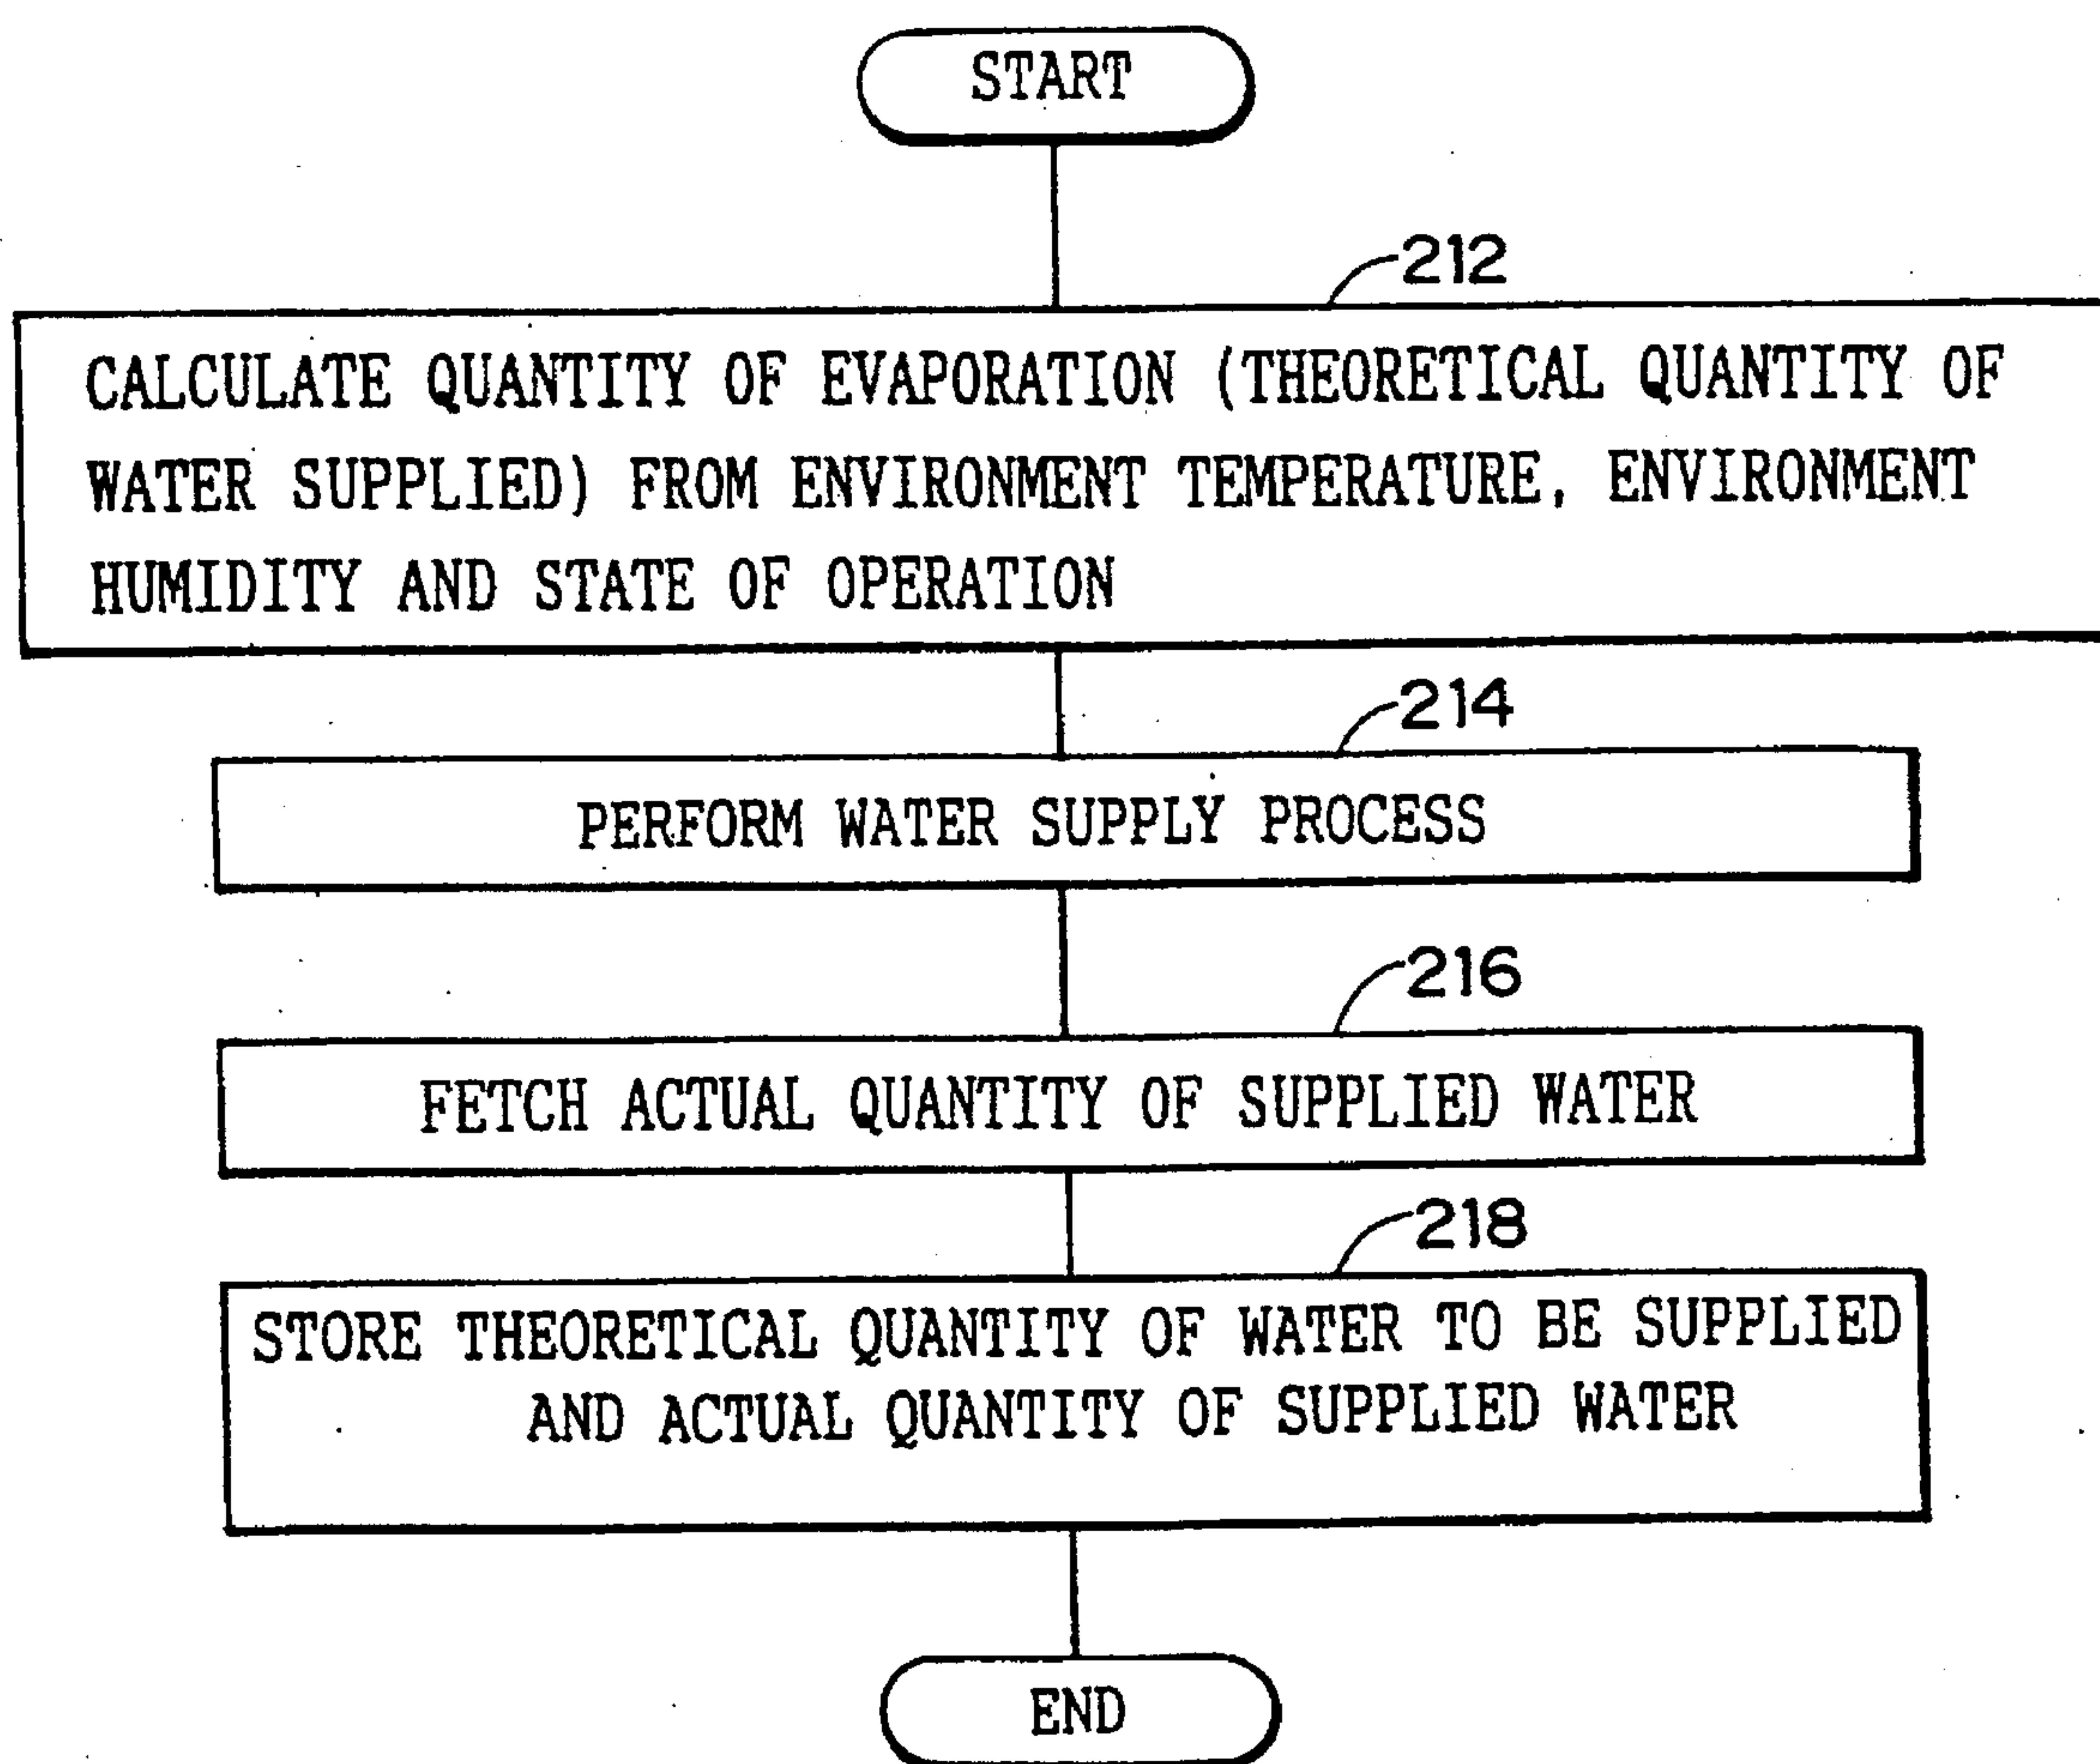 START
212
CALCULATE QUANTITY OF EVAPORATION (THEORETICAL QUANTITY OF
WATER SUPPLIED) FROM ENVIRONMENT TEMPERATURE, ENVIRONMENT
HUMIDITY AND STATE OF OPERATION
214
PERFORM WATER SUPPLY PROCESS
216
FETCH ACTUAL QUANTITY OF SUPPLIED WATER
218
STORE THEORETICAL QUANTITY OF WATER TO BE SUPPLIED
AND ACTUAL QUANTITY OF SUPPLIED WATER
END